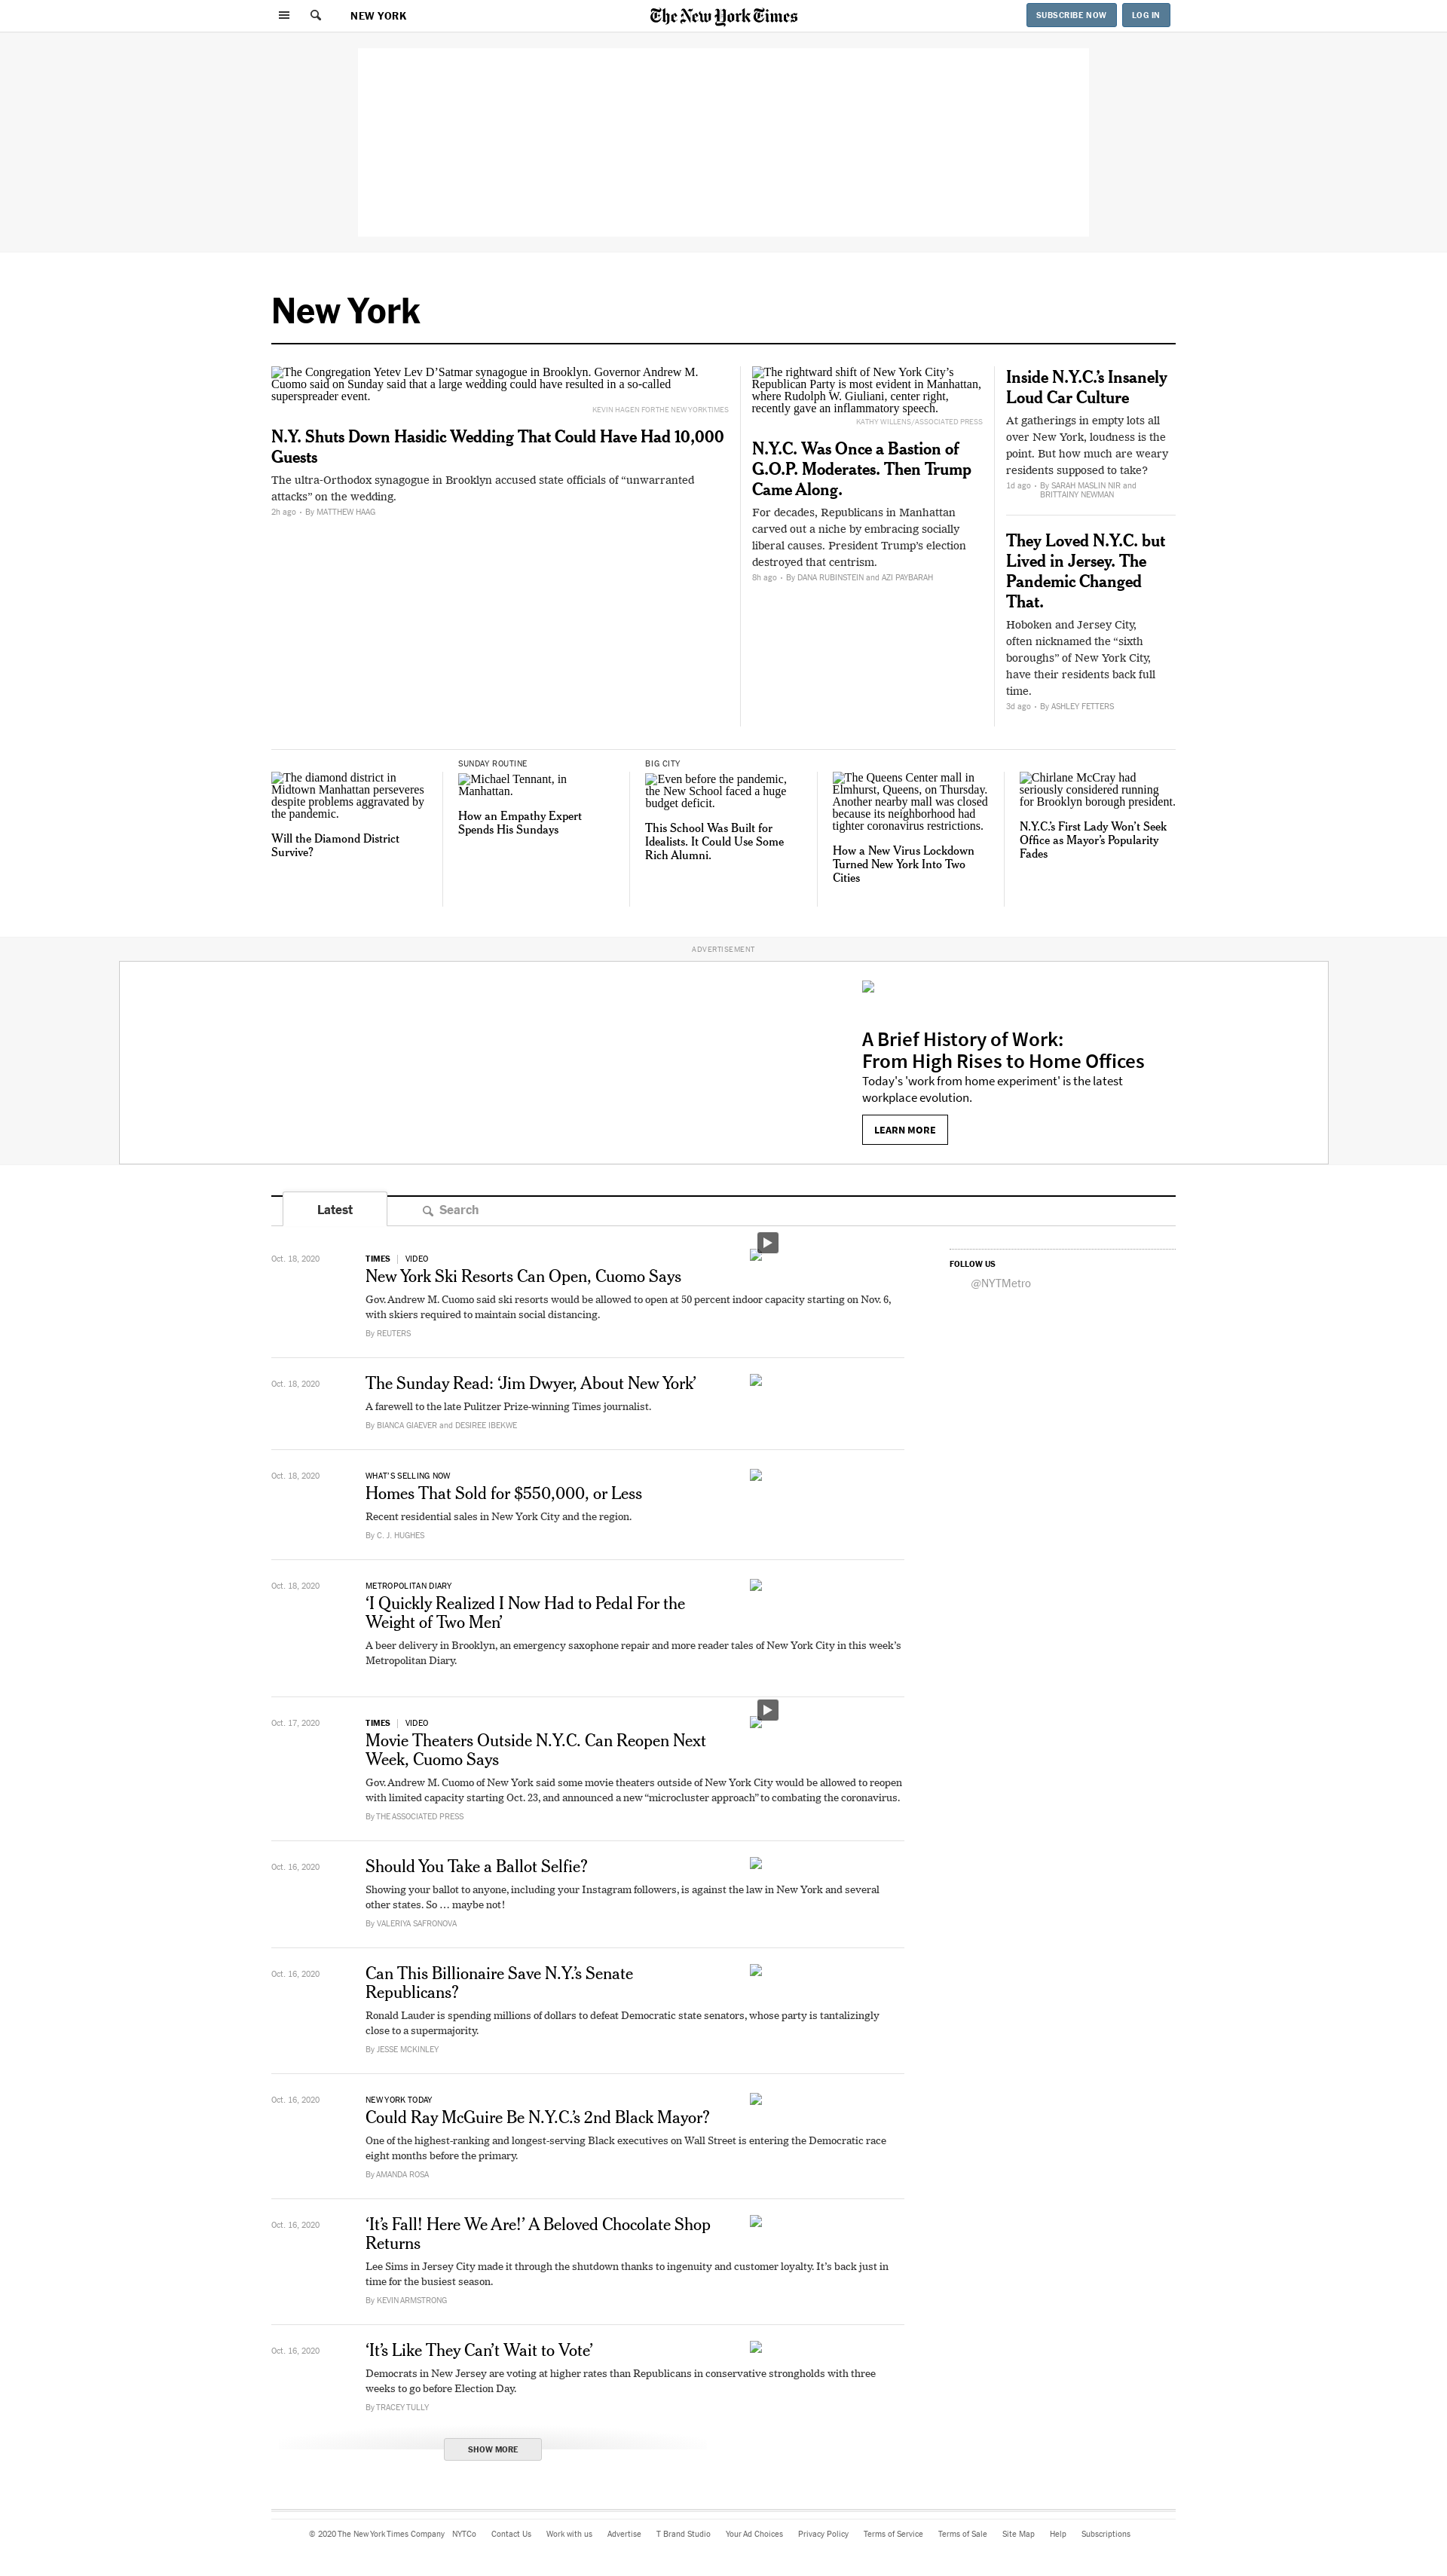 NEW YORK
The New York Times
SUBSCRIBE NOW
LOG IN
New York
The Congregation Yetev Lev D’Satmar synagogue in Brooklyn. Governor Andrew M.
Cuomo said on Sunday said that a large wedding could have resulted in a so-called
superspreader event.
KEVIN HAGEN FOR THE NEW YORK TIMES
N.Y. Shuts Down Hasidic Wedding That Could Have Had 10,000
Guests
The ultra-Orthodox synagogue in Brooklyn accused state officials of “unwarranted
attacks” on the wedding.
2h ago • By MATTHEW HAAG
The rightward shift of New York City’s
Republican Party is most evident in Manhattan,
where Rudolph W. Giuliani, center right,
recently gave an inflammatory speech.
KATHY WILLENS/ASSOCIATED PRESS
N.Y.C. Was Once a Bastion of
G.O.P. Moderates. Then Trump
Came Along.
For decades, Republicans in Manhattan
carved out a niche by embracing socially
liberal causes. President Trump’s election
destroyed that centrism.
8h ago • By DANA RUBINSTEIN and AZI PAYBARAH
Inside N.Y.C.’s Insanely
Loud Car Culture
At gatherings in empty lots all
over New York, loudness is the
point. But how much are weary
residents supposed to take?
1d ago • By SARAH MASLIN NIR and
BRITTAINY NEWMAN
They Loved N.Y.C. but
Lived in Jersey. The
Pandemic Changed
That.
Hoboken and Jersey City,
often nicknamed the “sixth
boroughs” of New York City,
have their residents back full
time.
3d ago • By ASHLEY FETTERS
The diamond district in
Midtown Manhattan perseveres
despite problems aggravated by
the pandemic.
Will the Diamond District
Survive?
SUNDAY ROUTINE
Michael Tennant, in
Manhattan.
How an Empathy Expert
Spends His Sundays
BIG CITY
Even before the pandemic,
the New School faced a huge
budget deficit.
This School Was Built for
Idealists. It Could Use Some
Rich Alumni.
The Queens Center mall in
Elmhurst, Queens, on Thursday.
Another nearby mall was closed
because its neighborhood had
tighter coronavirus restrictions.
How a New Virus Lockdown
Turned New York Into Two
Cities
Chirlane McCray had
seriously considered running
for Brooklyn borough president.
N.Y.C.’s First Lady Won’t Seek
Office as Mayor’s Popularity
Fades
ADVERTISEMENT
A Brief History of Work:
From High Rises to Home Offices
Today's 'work from home experiment' is the latest
workplace evolution.
LEARN MORE
Latest
Search
Oct. 18, 2020
TIMES | VIDEO
New York Ski Resorts Can Open, Cuomo Says
Gov. Andrew M. Cuomo said ski resorts would be allowed to open at 50 percent indoor capacity starting on Nov. 6,
with skiers required to maintain social distancing.
By REUTERS
FOLLOW US
@NYTMetro
Oct. 18, 2020
The Sunday Read: ‘Jim Dwyer, About New York’
A farewell to the late Pulitzer Prize-winning Times journalist.
By BIANCA GIAEVER and DESIREE IBEKWE
Oct. 18, 2020
WHAT'S SELLING NOW
Homes That Sold for $550,000, or Less
Recent residential sales in New York City and the region.
By C. J. HUGHES
Oct. 18, 2020
METROPOLITAN DIARY
‘I Quickly Realized I Now Had to Pedal For the
Weight of Two Men’
A beer delivery in Brooklyn, an emergency saxophone repair and more reader tales of New York City in this week’s
Metropolitan Diary.
Oct. 17, 2020
TIMES | VIDEO
Movie Theaters Outside N.Y.C. Can Reopen Next
Week, Cuomo Says
Gov. Andrew M. Cuomo of New York said some movie theaters outside of New York City would be allowed to reopen
with limited capacity starting Oct. 23, and announced a new “microcluster approach” to combating the coronavirus.
By THE ASSOCIATED PRESS
Oct. 16, 2020
Should You Take a Ballot Selfie?
Showing your ballot to anyone, including your Instagram followers, is against the law in New York and several
other states. So … maybe not!
By VALERIYA SAFRONOVA
Oct. 16, 2020
Can This Billionaire Save N.Y.’s Senate
Republicans?
Ronald Lauder is spending millions of dollars to defeat Democratic state senators, whose party is tantalizingly
close to a supermajority.
By JESSE MCKINLEY
Oct. 16, 2020
NEW YORK TODAY
Could Ray McGuire Be N.Y.C.’s 2nd Black Mayor?
One of the highest-ranking and longest-serving Black executives on Wall Street is entering the Democratic race
eight months before the primary.
By AMANDA ROSA
Oct. 16, 2020
‘It’s Fall! Here We Are!’ A Beloved Chocolate Shop
Returns
Lee Sims in Jersey City made it through the shutdown thanks to ingenuity and customer loyalty. It’s back just in
time for the busiest season.
By KEVIN ARMSTRONG
Oct. 16, 2020
‘It’s Like They Can’t Wait to Vote’
Democrats in New Jersey are voting at higher rates than Republicans in conservative strongholds with three
weeks to go before Election Day.
By TRACEY TULLY
SHOW MORE
© 2020 The New York Times Company NYTCo Contact Us Work with us Advertise T Brand Studio Your Ad Choices Privacy Policy Terms of Service Terms of Sale Site Map Help Subscriptions